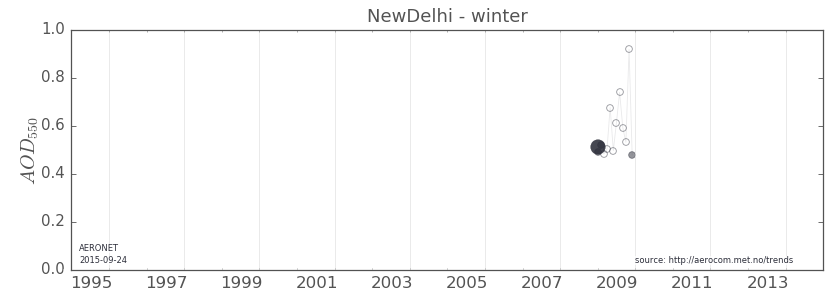 NewDelhi - winter
1.0
0.8
0.6
0.4
0.2
0.0
AOD550
AERONET
2015-09-24
source: http://aerocom.met.no/trends
1995 1997 1999 2001 2003 2005 2007 2009 2011 2013